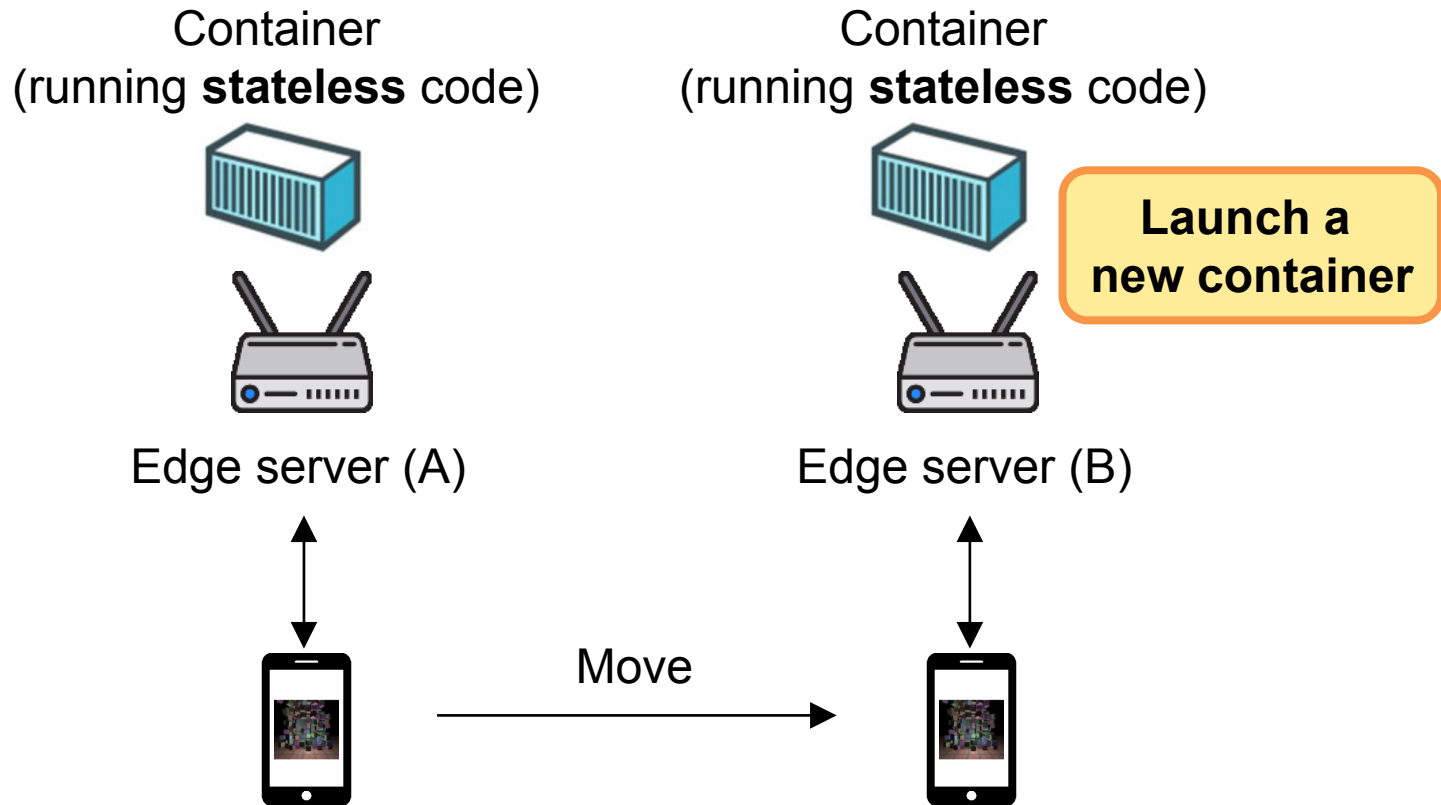 Container
(running stateless code)
Container
(running stateless code)
Launch a
new container
Edge server (A)
Edge server (B)
Move